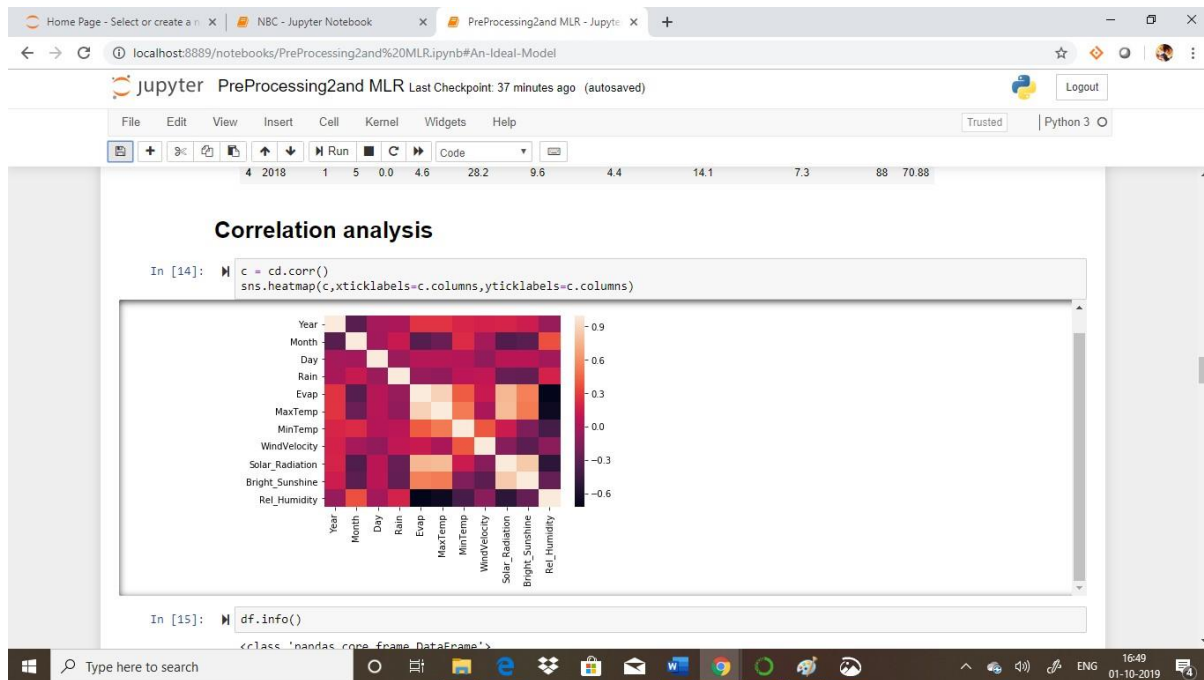 Home Page - Select or create a n
NBC - Jupyter Notebook
PreProcessing2and MLR - Jupyte
localhost:8889/notebooks/PreProcessing2and%20MLR.ipynb#An-Ideal-Model
jupyter PreProcessing2and MLR Last Checkpoint: 37 minutes ago (autosaved)
Logout
File Edit View Insert Cell Kernel Widgets Help
Trusted Python 3
Run Code
4 2018 1 5 0.0 4.6 28.2 9.6 4.4 14.1 7.3 88 70.88
Correlation analysis
In [14]: c = cd.corr()
sns.heatmap(c,xticklabels=c.columns,yticklabels=c.columns)
Year
Month
Day
Rain
Evap
MaxTemp
MinTemp
WindVelocity
Solar_Radiation
Bright_Sunshine
Rel_Humidity
Year
Month
Day
Rain
Evap
MaxTemp
MinTemp
WindVelocity
Solar_Radiation
Bright_Sunshine
Rel_Humidity
0.9
0.6
0.3
0.0
−0.3
−0.6
In [15]: df.info()
<class 'pandas.core.frame.DataFrame'>
Type here to search
ENG
16:49
01-10-2019
4